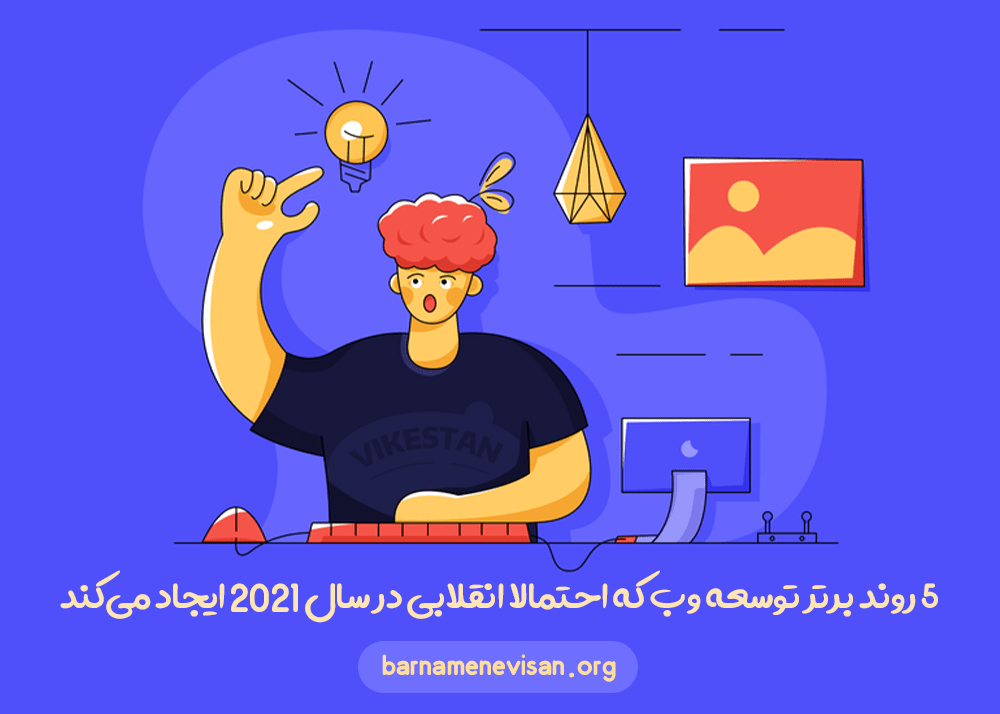 VIKESTAN
5 روند برتر توسعه وب که احتمالا انقلابی در سال 2021 ایجاد می‌کند
barnamenevisan.org